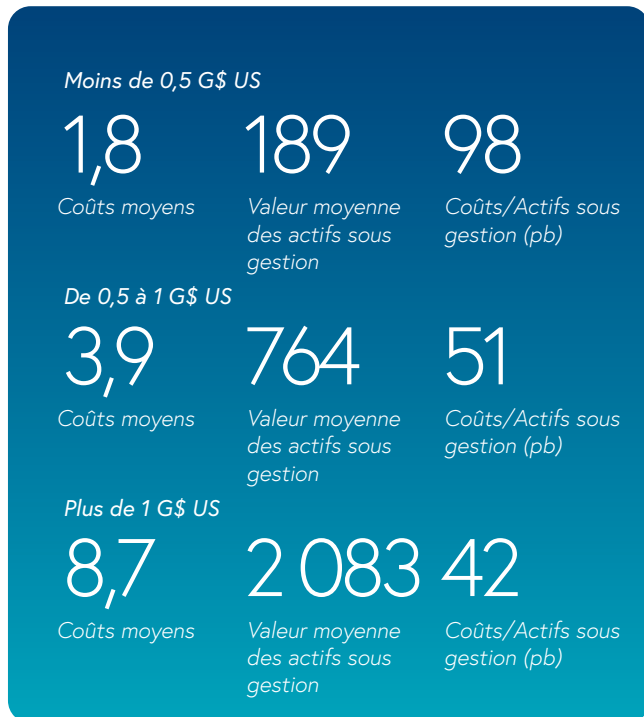 Moins de 0,5 G$ US
1,8 189 98
Coûts moyens Valeur moyenne Coûts/Actifs sous
des actifs sous gestion (pb)
gestion
De 0,5 à 1 G$ US
3,9 764 51
Coûts moyens Valeur moyenne Coûts/Actifs sous
des actifs sous gestion (pb)
gestion
Plus de 1 G$ US
8,7 2 083 42
Coûts moyens Valeur moyenne Coûts/Actifs sous
des actifs sous gestion (pb)
gestion